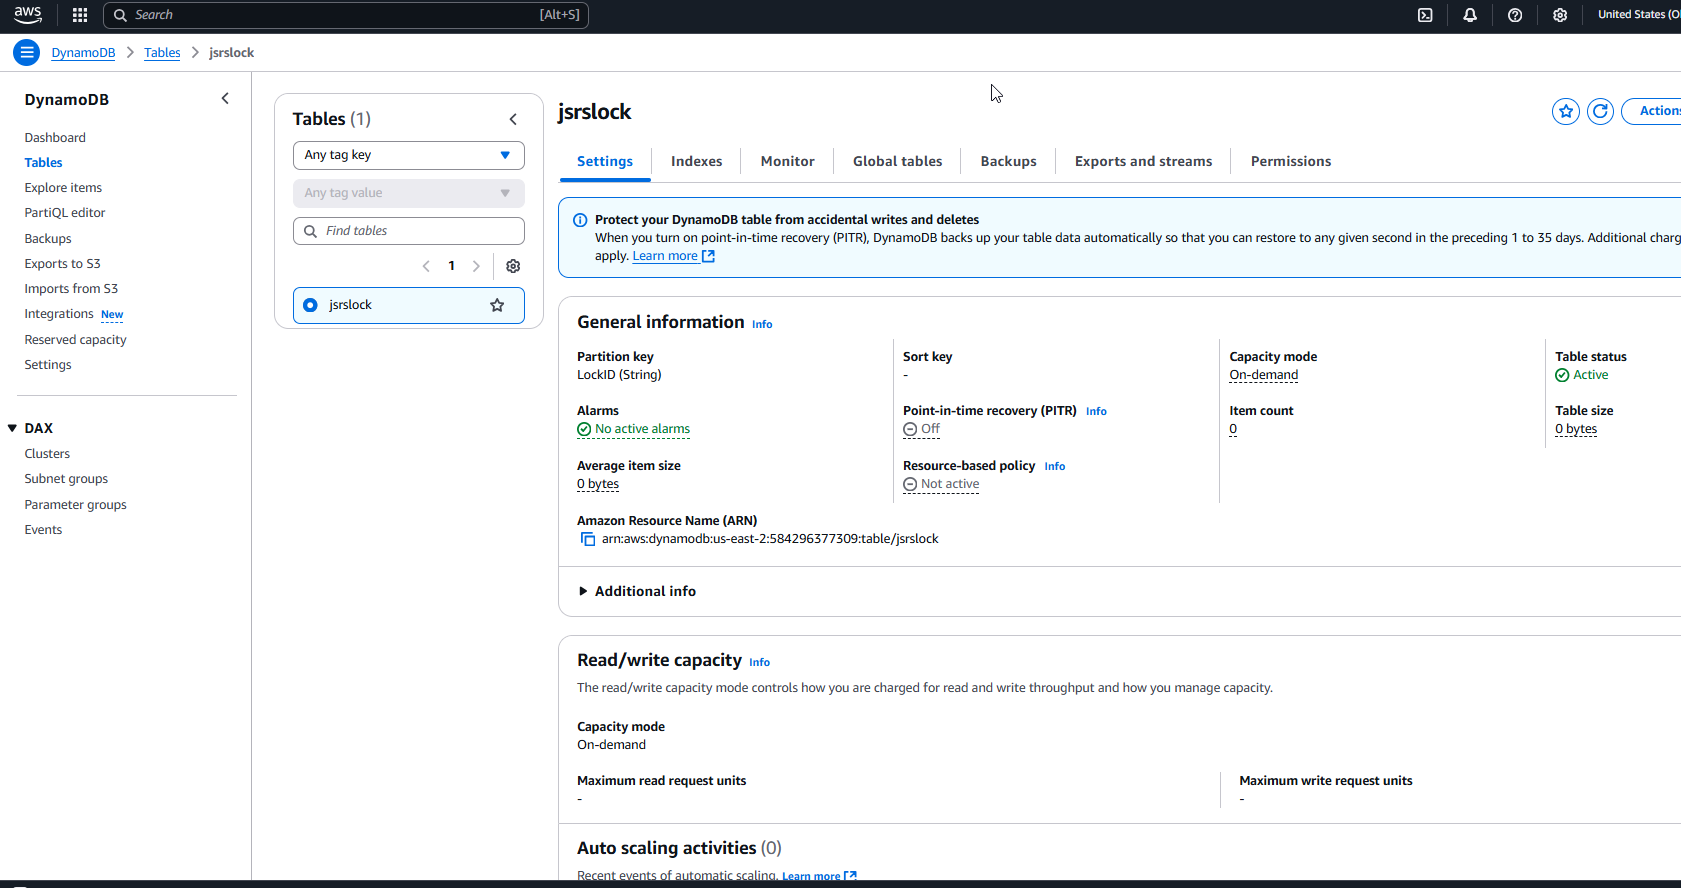 aws
Search
[Alt+S]
United States (O
DynamoDB
Tables
jsrslock
DynamoDB
Dashboard
Tables
Explore items
PartiQL editor
Backups
Exports to S3
Imports from S3
Integrations New
Reserved capacity
Settings
DAX
Clusters
Subnet groups
Parameter groups
Events
Tables (1)
Any tag key
Any tag value
Find tables
1
jsrslock
jsrslock
Actions
Settings
Indexes
Monitor
Global tables
Backups
Exports and streams
Permissions
Protect your DynamoDB table from accidental writes and deletes
When you turn on point-in-time recovery (PITR), DynamoDB backs up your table data automatically so that you can restore to any given second in the preceding 1 to 35 days. Additional charg
apply. Learn more
General information Info
Partition key
LockID (String)
Sort key
-
Capacity mode
On-demand
Table status
Active
Alarms
No active alarms
Point-in-time recovery (PITR) Info
Off
Item count
0
Table size
0 bytes
Average item size
0 bytes
Resource-based policy Info
Not active
Amazon Resource Name (ARN)
arn:aws:dynamodb:us-east-2:584296377309:table/jsrslock
Additional info
Read/write capacity Info
The read/write capacity mode controls how you are charged for read and write throughput and how you manage capacity.
Capacity mode
On-demand
Maximum read request units
-
Maximum write request units
-
Auto scaling activities (0)
Recent events of automatic scaling. Learn more